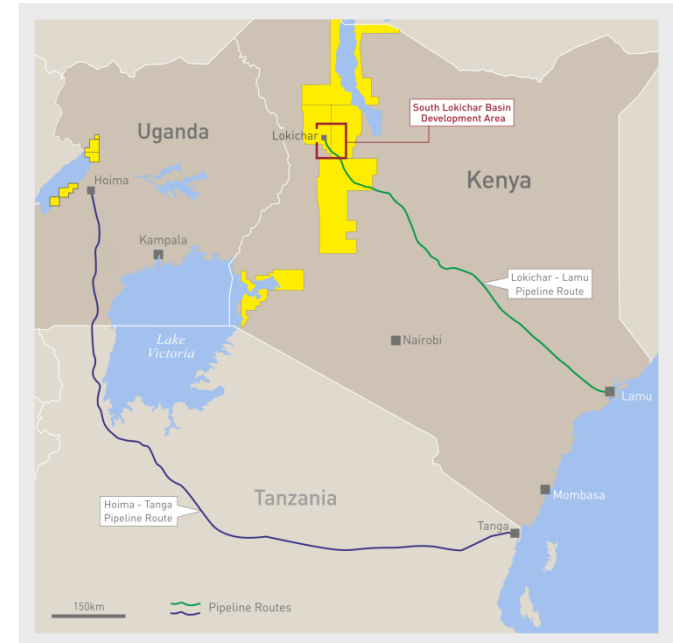 South Lokichar Basin
Development Area
Uganda
Lokichar
Kenya
Hoima
Kampala
Lokichar - Lamu
Pipeline Route
Lake
Victoria
Nairobi
Lamu
Tanzania
Mombasa
Hoima - Tanga
Pipeline Route
Tanga
150km
Pipeline Routes